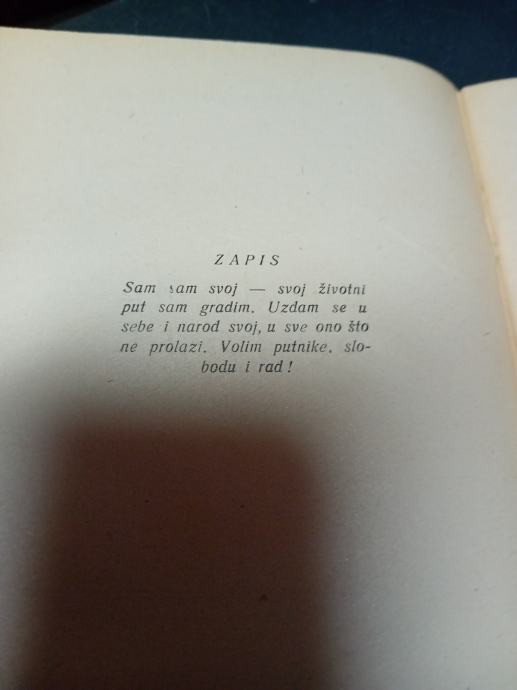 ZAPIS
Sam sam svoj — svoj životni
put sam gradim. Uzdam se u
sebe i narod svoj, u sve ono što
ne prolazi. Volim putnike, slo-
bodu i rad!